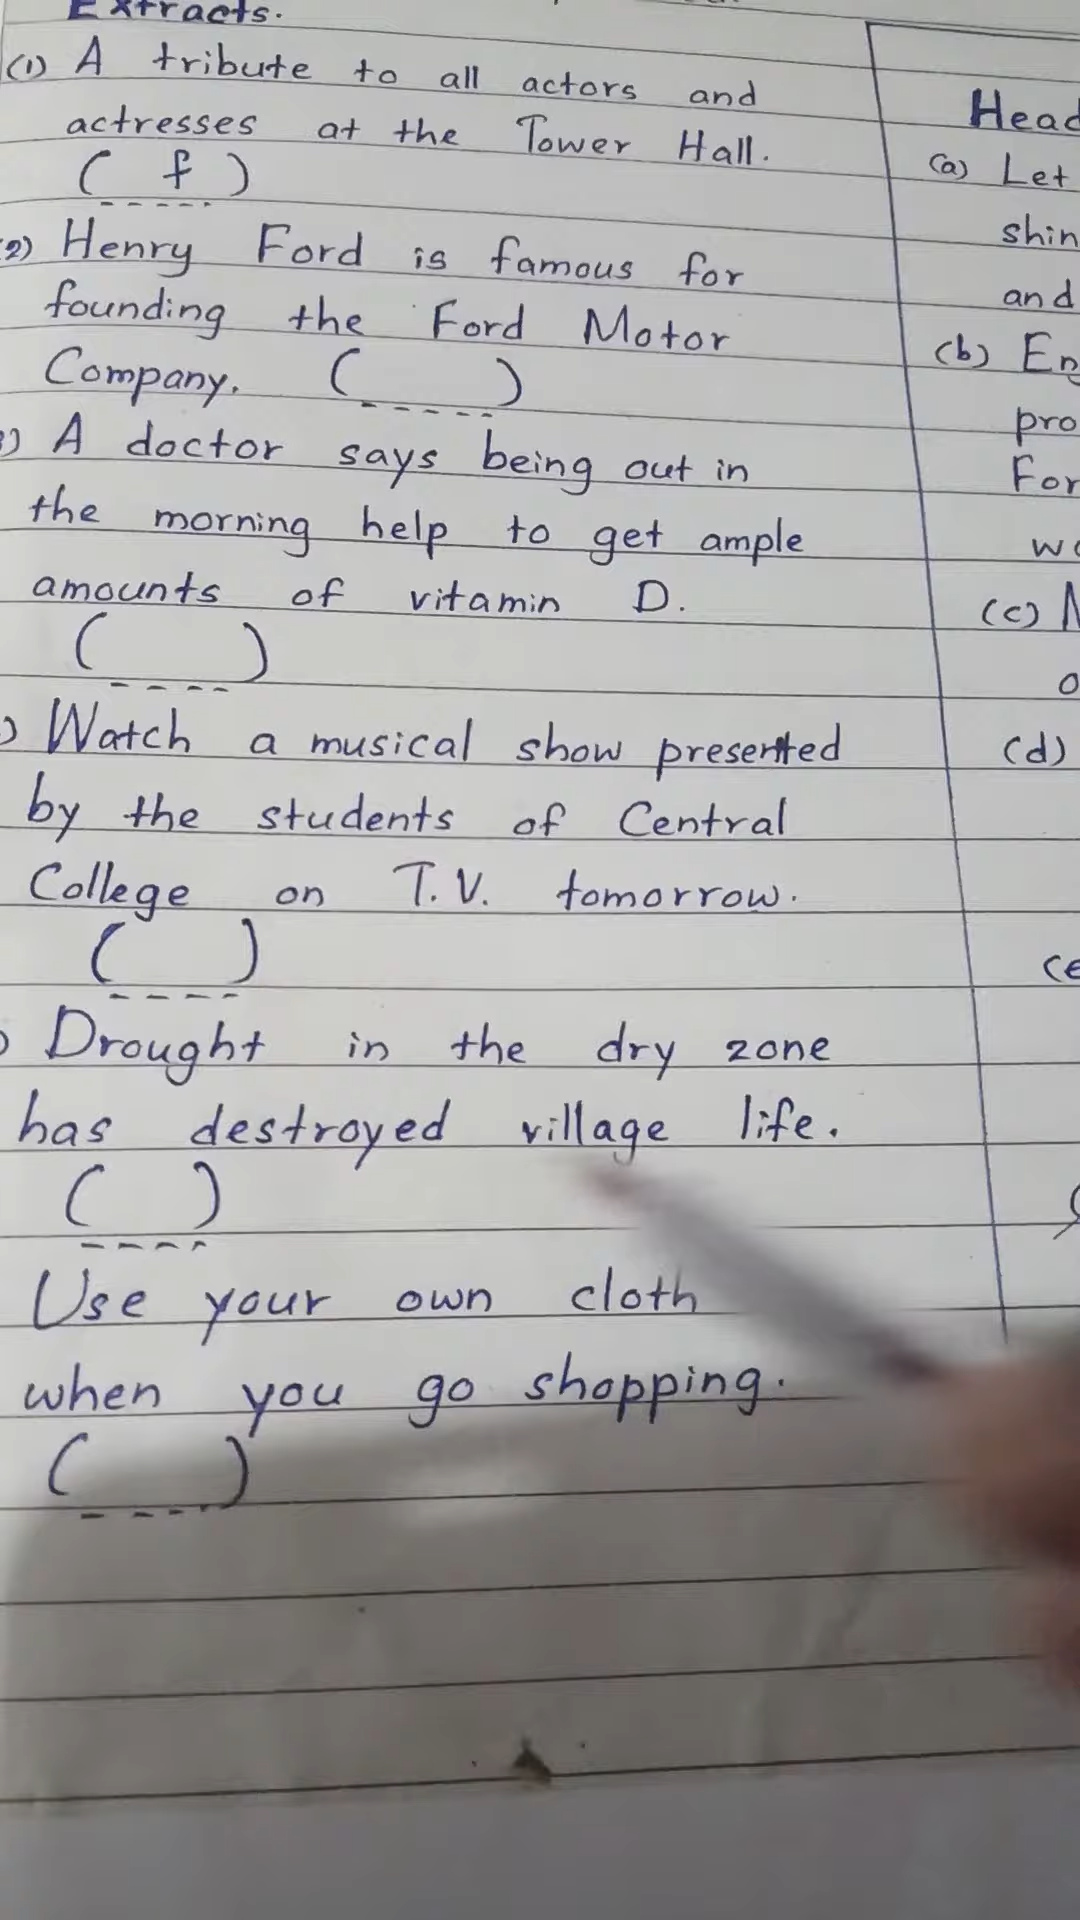 Extracts.
(1) A tribute to all actors and
actresses at the Tower Hall.
( f )
2) Henry Ford is famous for
founding the Ford Motor
Company. ( )
) A doctor says being out in
the morning help to get ample
amounts of vitamin D.
( )
) Watch a musical show presented
by the students of Central
College on T.V. tomorrow.
( )
Drought in the dry zone
has destroyed village life.
( )
Use your own cloth
when you go shopping.
( )
Head
(a) Let
shin
and
(b) En
pro
For
(c)
(d)